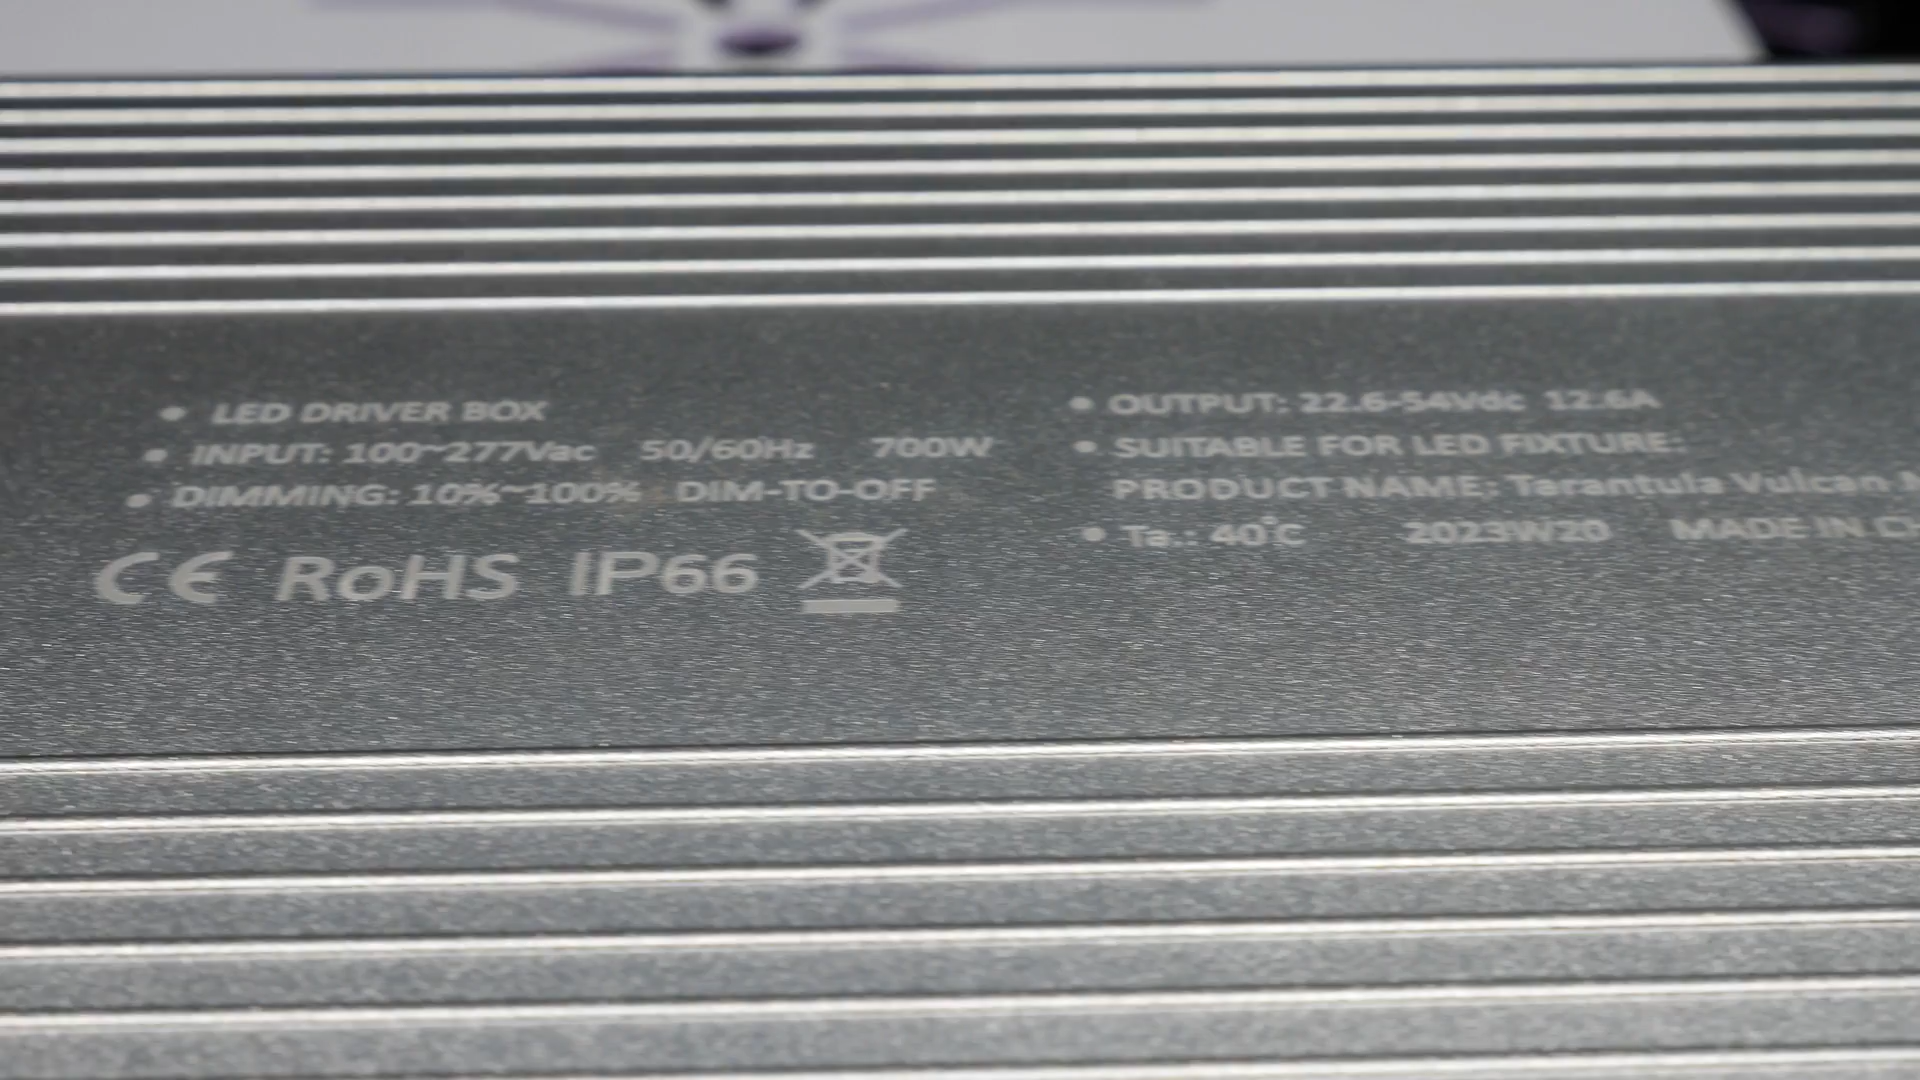 • LED DRIVER BOX
• INPUT: 100~277Vac 50/60Hz 700W
• DIMMING: 10%~100% DIM-TO-OFF
CE RoHS IP66
• OUTPUT: 22.6-54Vdc 12.6A
• SUITABLE FOR LED FIXTURE:
PRODUCT NAME: Tarantula Vulcan
• Ta.: 40°C 2023W20 MADE IN